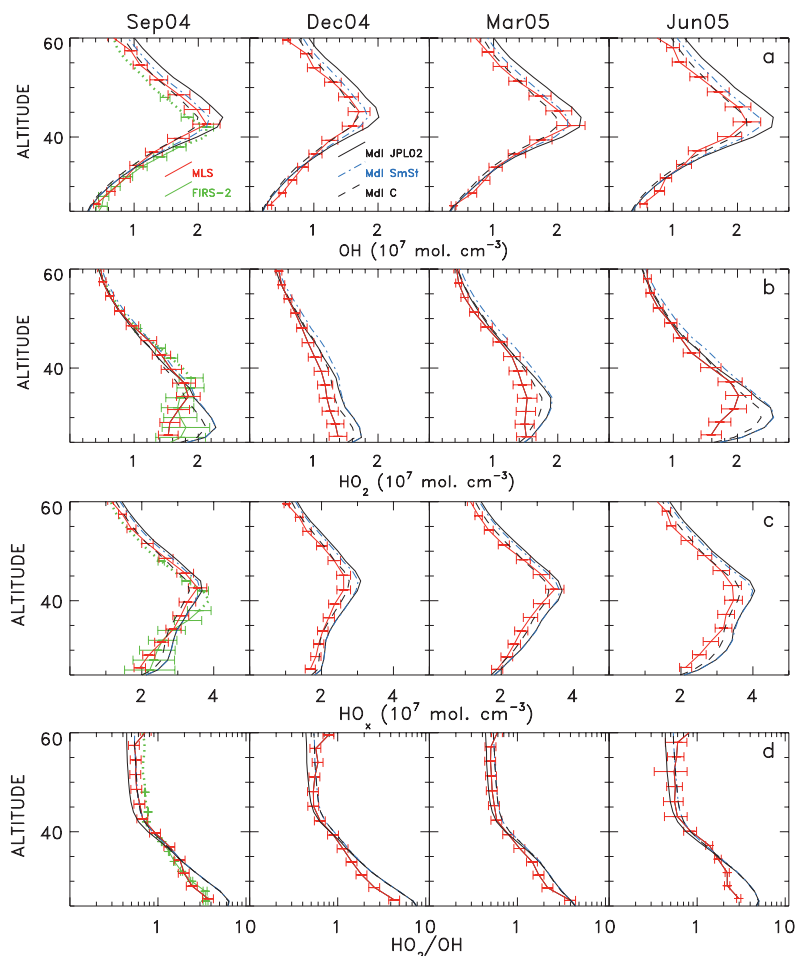 Sep04 Dec04 Mar05 Jun05
60 a
ALTITUDE
40
Mdl JPL02
MLS Mdl SmSt
FIRS-2 Mdl C
1 2 1 2 1 2 1 2
OH (10⁷ mol. cm⁻³)
60 b
ALTITUDE
40
1 2 1 2 1 2 1 2
HO₂ (10⁷ mol. cm⁻³)
60 c
ALTITUDE
40
2 4 2 4 2 4 2 4
HOₓ (10⁷ mol. cm⁻³)
60 d
ALTITUDE
40
1 10 1 10 1 10 1 10
HO₂/OH